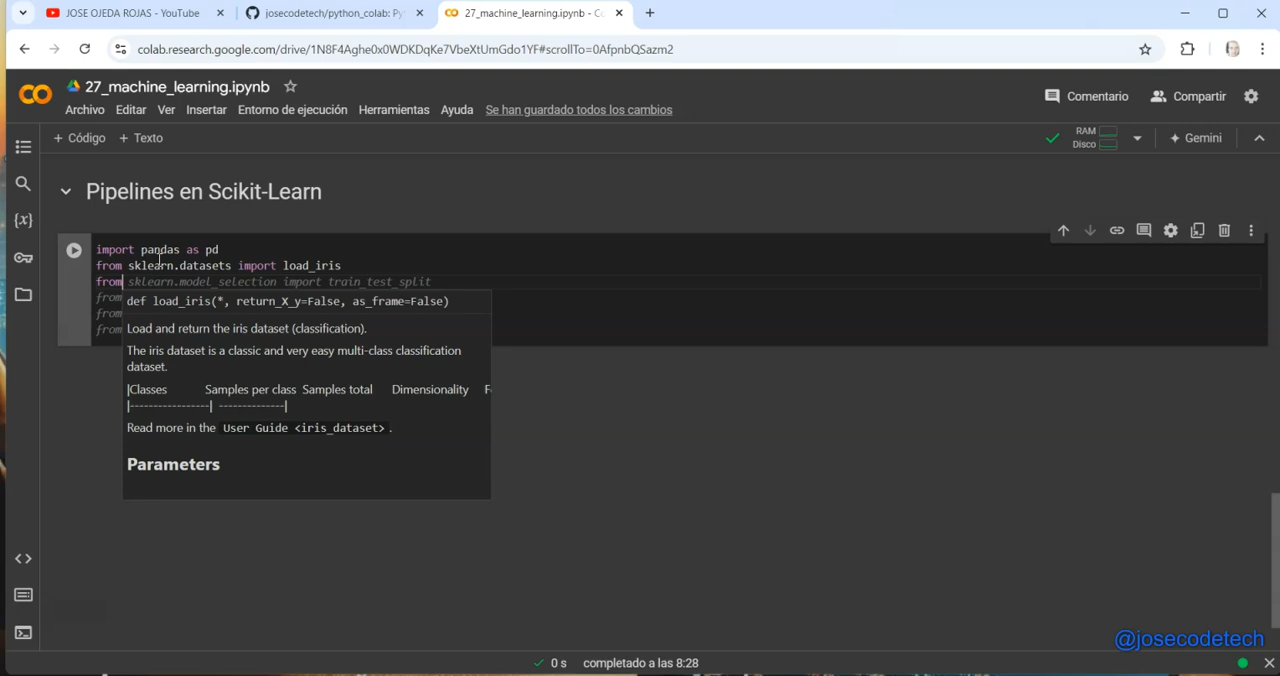 JOSE OJEDA ROJAS - YouTube
josecodetech/python_colab: Py
27_machine_learning.ipynb - Co
colab.research.google.com/drive/1N8F4Aghe0x0WDKDqKe7VbeXtUmGdo1YF#scrollTo=0AfpnbQSazm2
27_machine_learning.ipynb
Archivo Editar Ver Insertar Entorno de ejecución Herramientas Ayuda Se han guardado todos los cambios
Comentario Compartir
+ Código + Texto
RAM
Disco
Gemini
Pipelines en Scikit-Learn
import pandas as pd
from sklearn.datasets import load_iris
from sklearn.model_selection import train_test_split
from
from
from
def load_iris(*, return_X_y=False, as_frame=False)
Load and return the iris dataset (classification).
The iris dataset is a classic and very easy multi-class classification
dataset.
|Classes Samples per class Samples total Dimensionality F
|-----------------| --------------|
Read more in the User Guide <iris_dataset> .
Parameters
@josecodetech
0 s completado a las 8:28